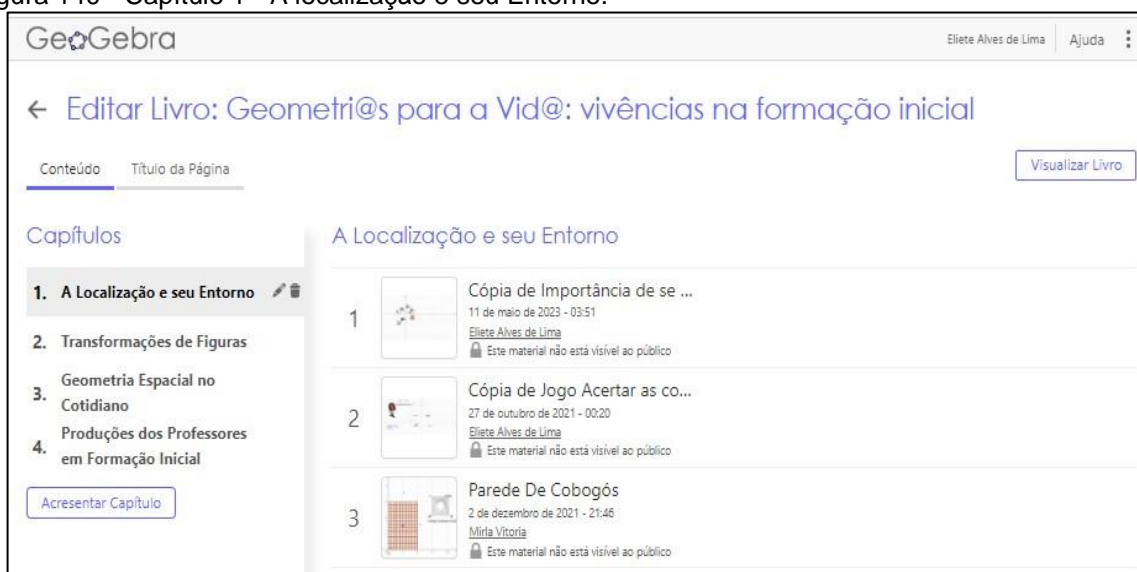 Capítulo 1 – A localização e seu Entorno.
GeoGebra
Eliete Alves de Lima
Ajuda
Editar Livro: Geometri@s para a Vid@: vivências na formação inicial
Conteúdo
Título da Página
Visualizar Livro
Capítulos
1. A Localização e seu Entorno
2. Transformações de Figuras
3. Geometria Espacial no
Cotidiano
4. Produções dos Professores
em Formação Inicial
Acresentar Capítulo
A Localização e seu Entorno
1
Cópia de Importância de se ...
11 de maio de 2023 - 03:51
Eliete Alves de Lima
Este material não está visível ao público
2
Cópia de Jogo Acertar as co...
27 de outubro de 2021 - 00:20
Eliete Alves de Lima
Este material não está visível ao público
3
Parede De Cobogós
2 de dezembro de 2021 - 21:46
Mirla Vitoria
Este material não está visível ao público